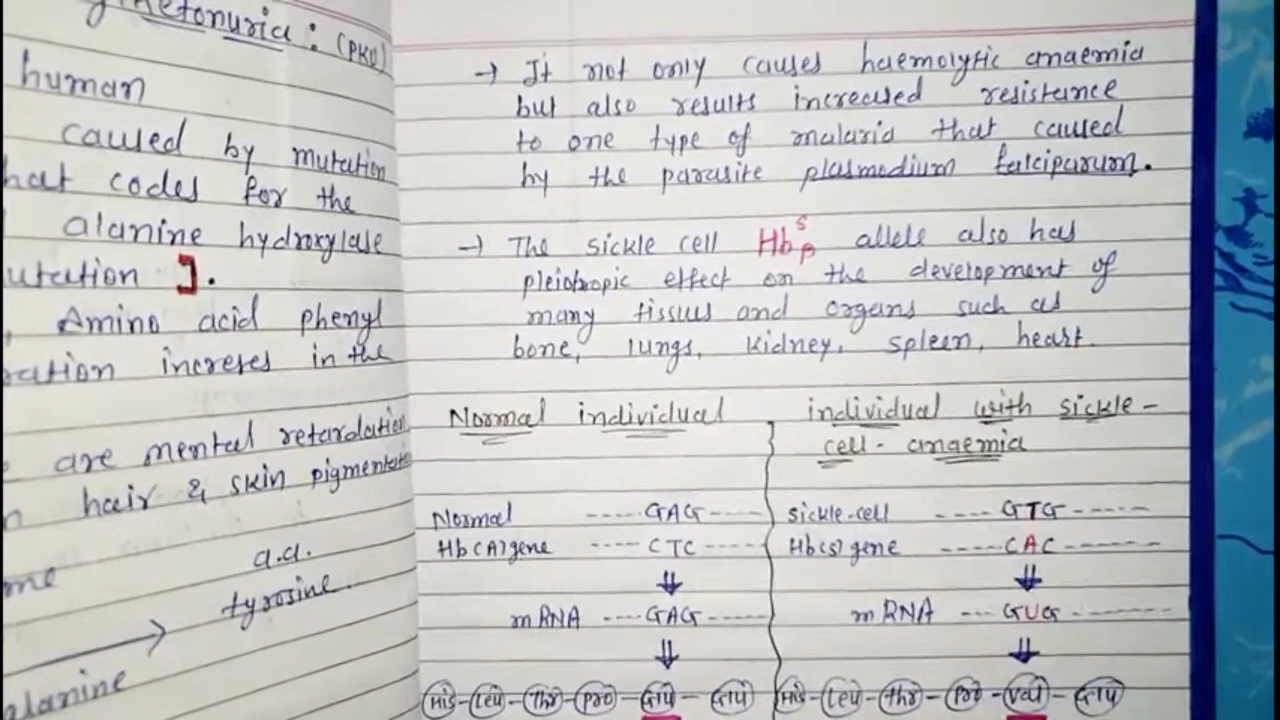 Ketonuria : (PKU)
human
caused by mutation
hat codes for the
alanine hydroxylase
utation ].
, Amino acid phenyl
ration increses in the
are mental retardation
hair & skin pigmentati
a.a.
me
tyrosine
alanine
→ It not only causes haemolytic anaemia
but also results increased resistance
to one type of malaria that caused
by the parasite plasmodium falciparum.
→ The sickle cell Hb S β allele also has
pleiotropic effect on the development of
many tissues and organs such as
bone, lungs, kidney, spleen, heart.
Normal individual
individual with sickle-
cell-anaemia
Normal ---- GAG ----
Hb(A)gene ---- CTC ----
⇓
mRNA ---- GAG ----
⇓
His-Leu-Thr-Pro-Glu-Glu
sickle-cell ---- GTG -----
Hb(s)gene ---- CAC ------
⇓
mRNA --- GUG -------
⇓
His-Leu-Thr-Pro-Val-Glu